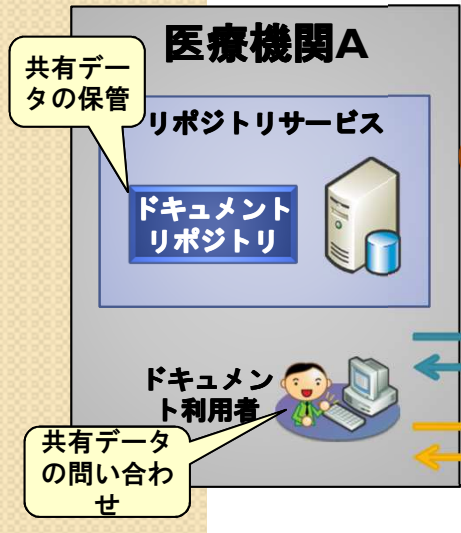 医療機関A
共有デー
タの保管
リポジトリサービス
ドキュメント
リポジトリ
ドキュメン
ト利用者
共有データ
の問い合わ
せ